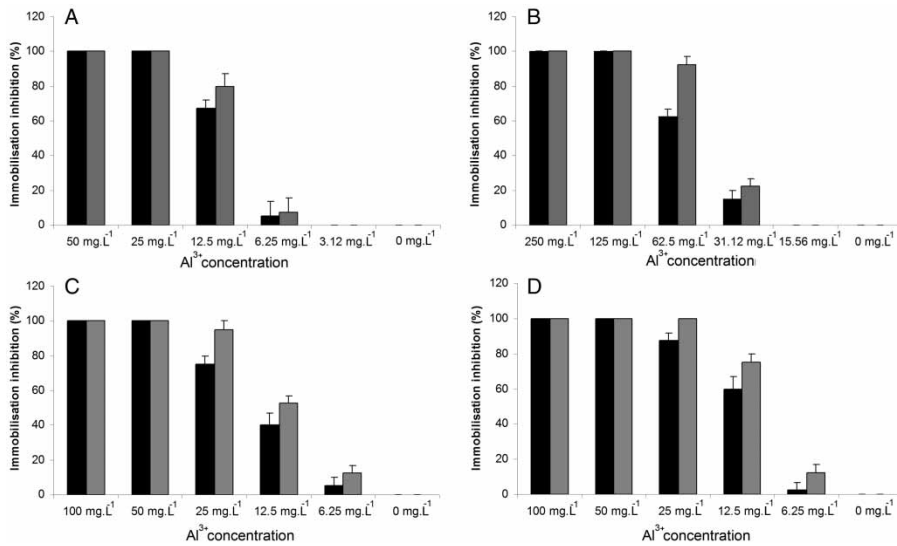 A
Immobilisation inhibition (%)
120
100
80
60
40
20
0
50 mg.L⁻¹ 25 mg.L⁻¹ 12.5 mg.L⁻¹ 6.25 mg.L⁻¹ 3.12 mg.L⁻¹ 0 mg.L⁻¹
Al³⁺concentration
B
Immobilisation inhibition (%)
120
100
80
60
40
20
0
250 mg.L⁻¹ 125 mg.L⁻¹ 62.5 mg.L⁻¹ 31.12 mg.L⁻¹ 15.56 mg.L⁻¹ 0 mg.L⁻¹
Al³⁺concentration
C
Immobilisation inhibition (%)
120
100
80
60
40
20
0
100 mg.L⁻¹ 50 mg.L⁻¹ 25 mg.L⁻¹ 12.5 mg.L⁻¹ 6.25 mg.L⁻¹ 0 mg.L⁻¹
Al³⁺concentration
D
Immobilisation inhibition (%)
120
100
80
60
40
20
0
100 mg.L⁻¹ 50 mg.L⁻¹ 25 mg.L⁻¹ 12.5 mg.L⁻¹ 6.25 mg.L⁻¹ 0 mg.L⁻¹
Al³⁺concentration